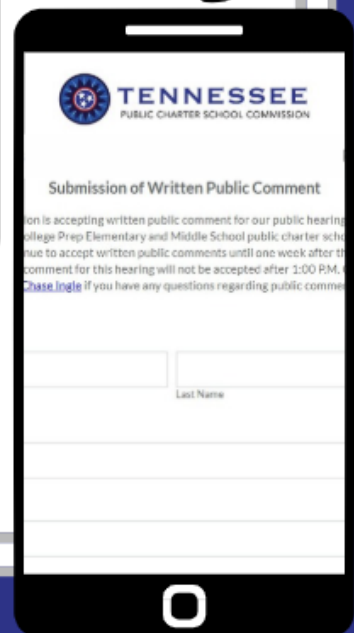 TENNESSEE
PUBLIC CHARTER SCHOOL COMMISSION
Submission of Written Public Comment
ion is accepting written public comment for our public hearing
ollege Prep Elementary and Middle School public charter scho
nue to accept written public comments until one week after th
comment for this hearing will not be accepted after 1:00 P.M.
Chase Ingle if you have any questions regarding public comme
Last Name